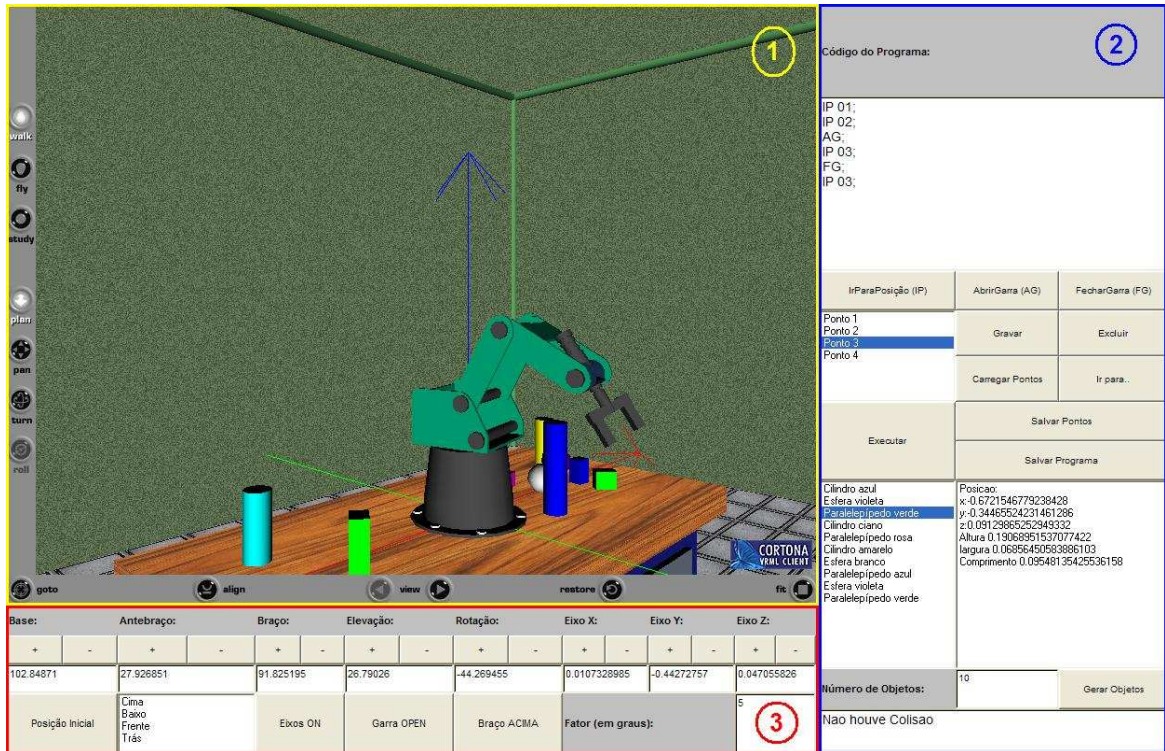 1
walk
fly
study
plan
pan
turn
roll
CORTONA
VRML CLIENT
goto
align
view
restore
fit
2
Código do Programa:
IP 01;
IP 02;
AG;
IP 03;
FG;
IP 03;
IrParaPosição (IP)
AbrirGarra (AG)
FecharGarra (FG)
Ponto 1
Ponto 2
Ponto 3
Ponto 4
Gravar
Excluir
Carregar Pontos
Ir para..
Executar
Salvar Pontos
Salvar Programa
Cilindro azul
Esfera violeta
Paralelepípedo verde
Cilindro ciano
Paralelepípedo rosa
Cilindro amarelo
Esfera branco
Paralelepípedo azul
Esfera violeta
Paralelepípedo verde
Posicao:
x:-0.6721546779238428
y:-0.34465524231461
286
z:0.09129865252949332
Altura 0.19068951537077422
largura 0.06856450583886103
Comprimento 0.09548135425536158
Número de Objetos:
10
Gerar Objetos
Nao houve Colisao
Base:
Antebraço:
Braço:
Elevação:
Rotação:
Eixo X:
Eixo Y:
Eixo Z:
+ - + - + - + - + - + - + - + -
102.84871
27.926851
91.825195
26.79026
-44.269455
0.0107328985
-0.44272757
0.047055826
Posição Inicial
Cima
Baixo
Frente
Trás
Eixos ON
Garra OPEN
Braço ACIMA
Fator (em graus):
5
3